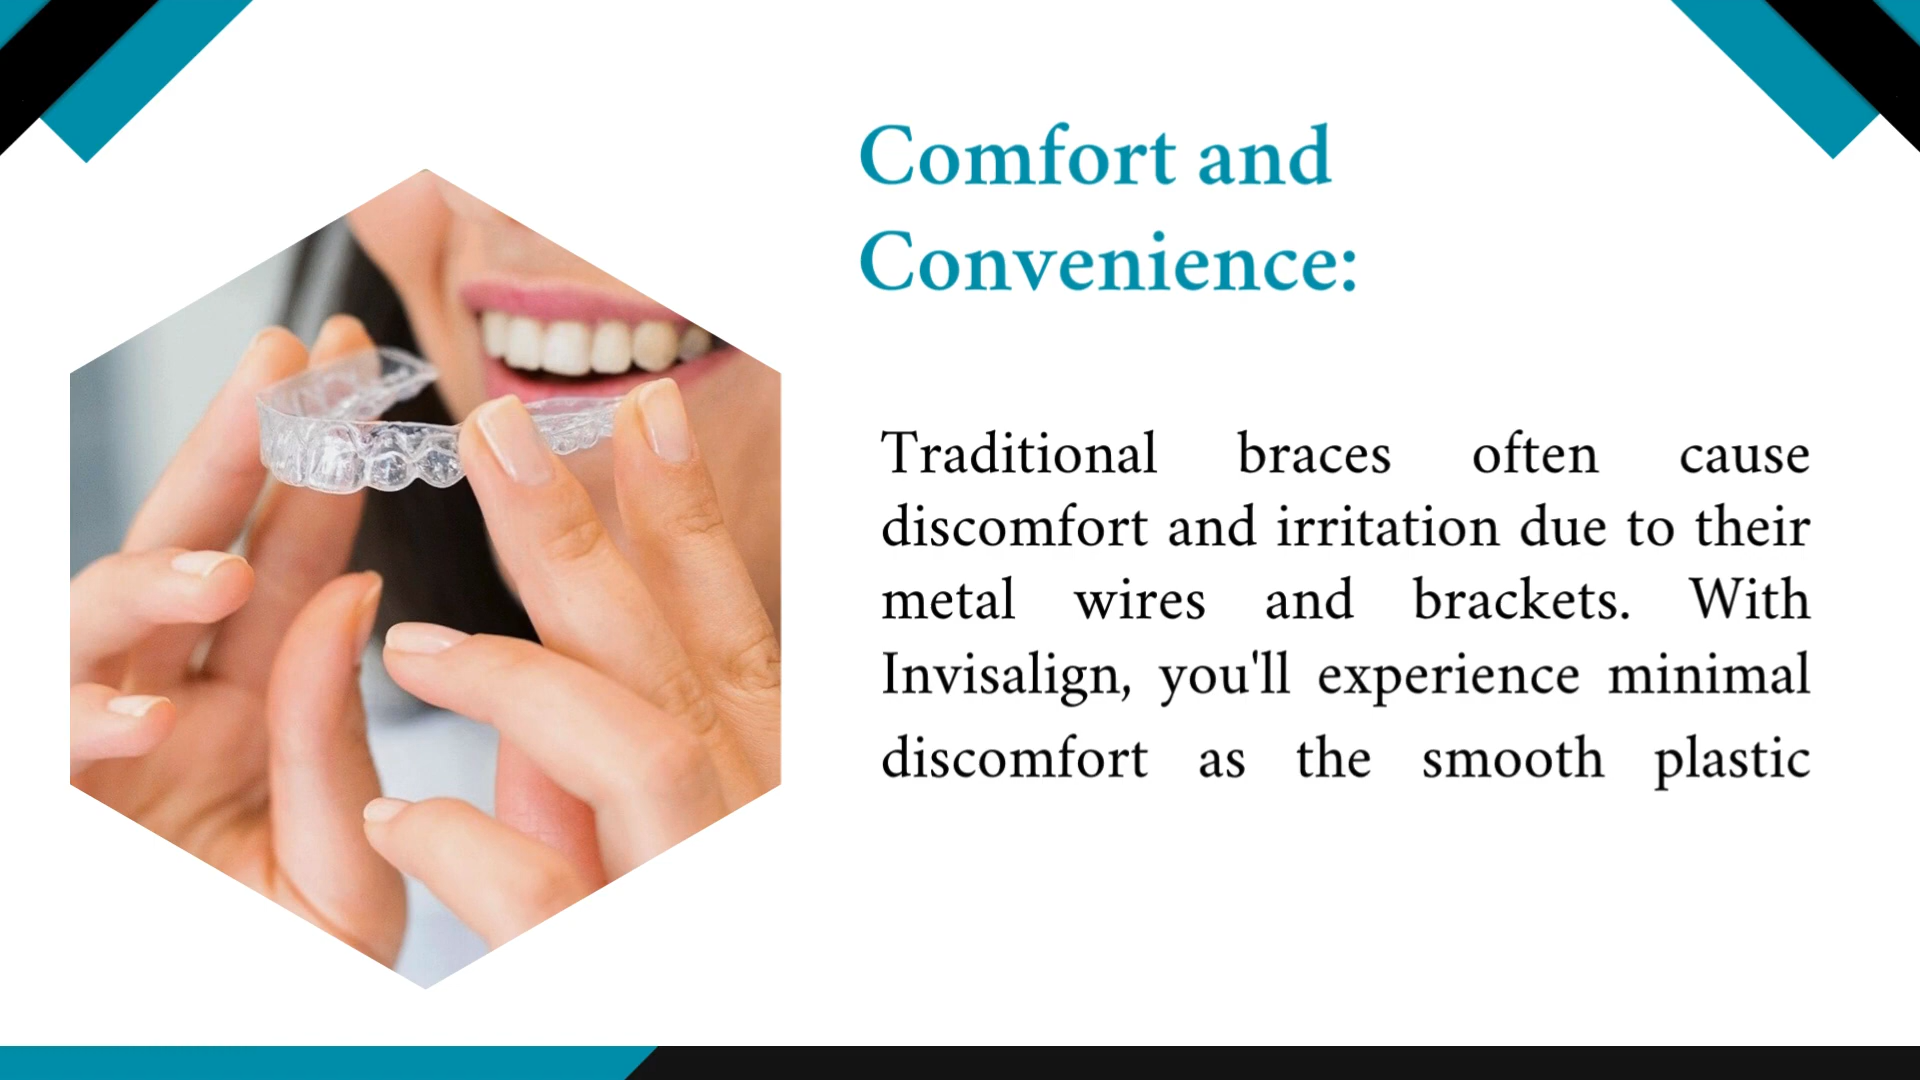 Comfort and
Convenience:
Traditional braces often cause
discomfort and irritation due to their
metal wires and brackets. With
Invisalign, you'll experience minimal
discomfort as the smooth plastic